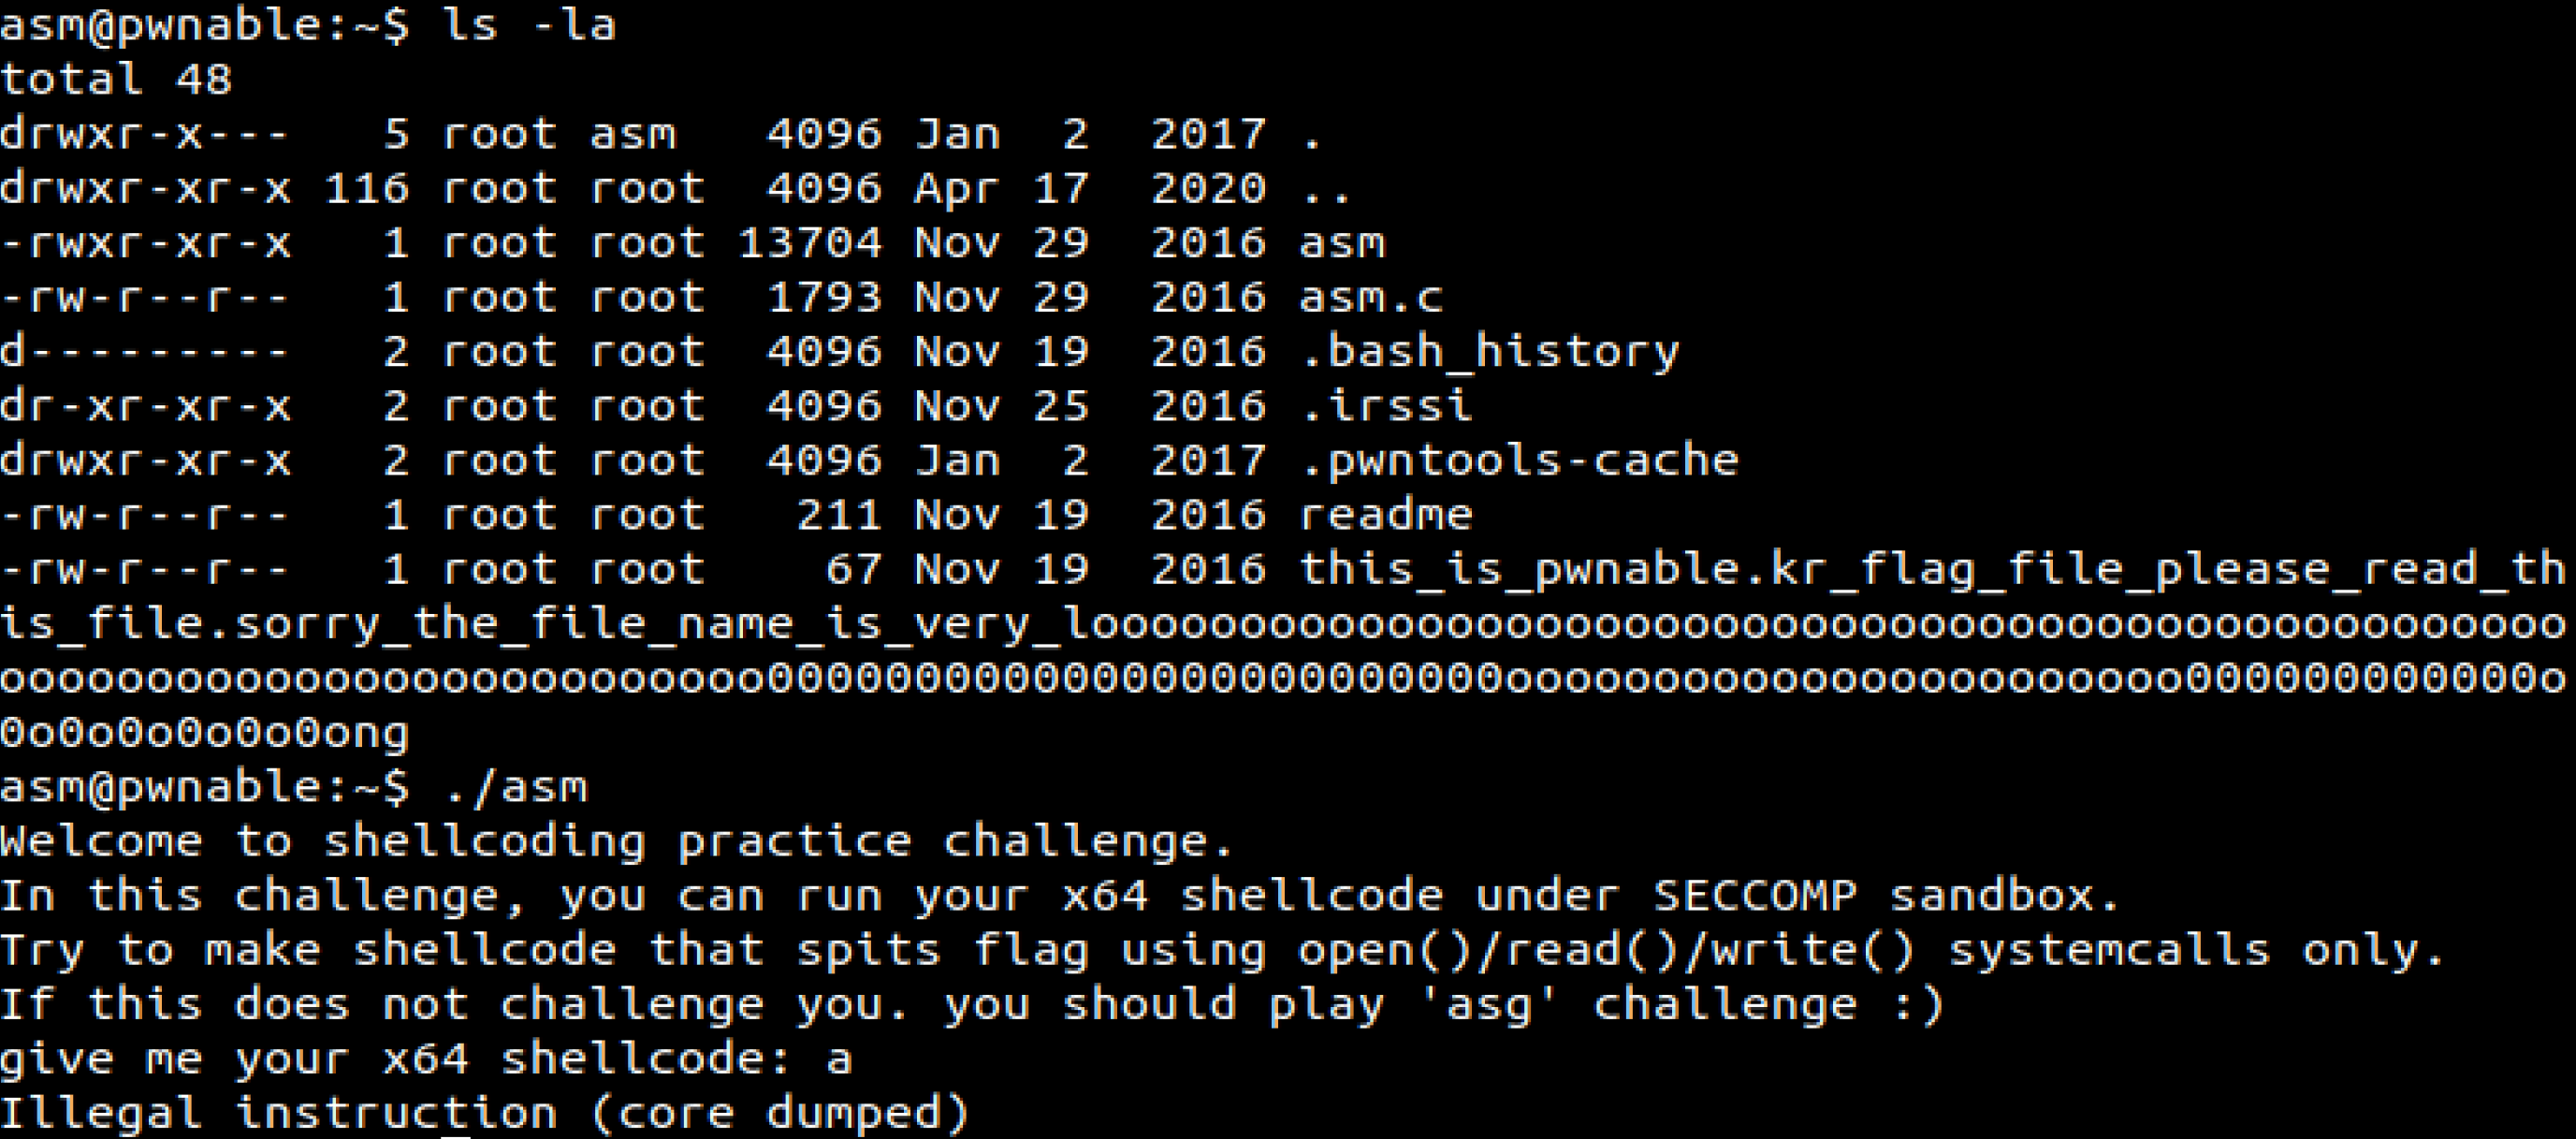 asm@pwnable:~$ ls -la
total 48
drwxr-x---   5 root asm   4096 Jan  2  2017 .
drwxr-xr-x 116 root root  4096 Apr 17  2020 ..
-rwxr-xr-x   1 root root 13704 Nov 29  2016 asm
-rw-r--r--   1 root root  1793 Nov 29  2016 asm.c
d---------   2 root root  4096 Nov 19  2016 .bash_history
dr-xr-xr-x   2 root root  4096 Nov 25  2016 .irssi
drwxr-xr-x   2 root root  4096 Jan  2  2017 .pwntools-cache
-rw-r--r--   1 root root   211 Nov 19  2016 readme
-rw-r--r--   1 root root    67 Nov 19  2016 this_is_pwnable.kr_flag_file_please_read_th
is_file.sorry_the_file_name_is_very_loooooooooooooooooooooooooooooooooooooooooooooooooo
oooooooooooooooooooooooooo0000000000000000000000000ooooooooooooooooooooooo000000000000o
0o0o0o0o0o0ong
asm@pwnable:~$ ./asm
Welcome to shellcoding practice challenge.
In this challenge, you can run your x64 shellcode under SECCOMP sandbox.
Try to make shellcode that spits flag using open()/read()/write() systemcalls only.
If this does not challenge you. you should play 'asg' challenge :)
give me your x64 shellcode: a
Illegal instruction (core dumped)